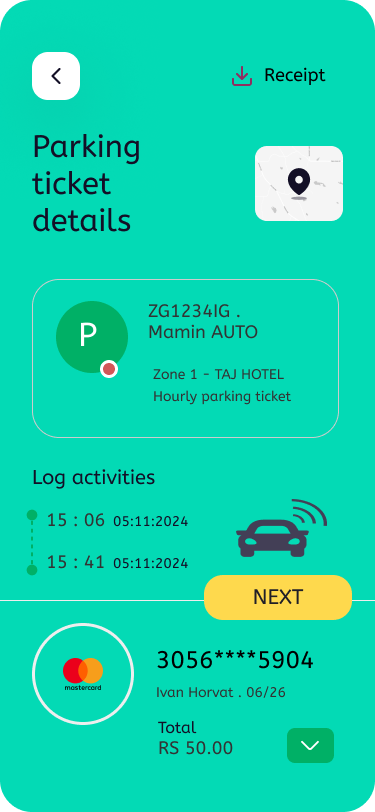 Receipt
Parking
ticket
details
P
ZG1234IG .
Mamin AUTO
Zone 1 - TAJ HOTEL
Hourly parking ticket
Log activities
15 : 06 05:11:2024
15 : 41 05:11:2024
NEXT
3056****5904
mastercard
Ivan Horvat . 06/26
Total
RS 50.00